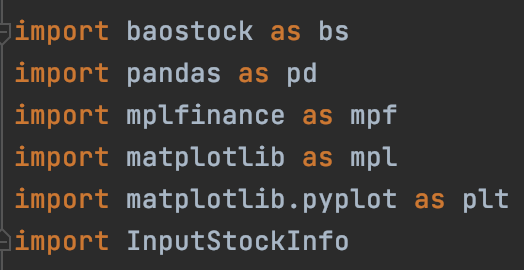 import baostock as bs
import pandas as pd
import mplfinance as mpf
import matplotlib as mpl
import matplotlib.pyplot as plt
import InputStockInfo